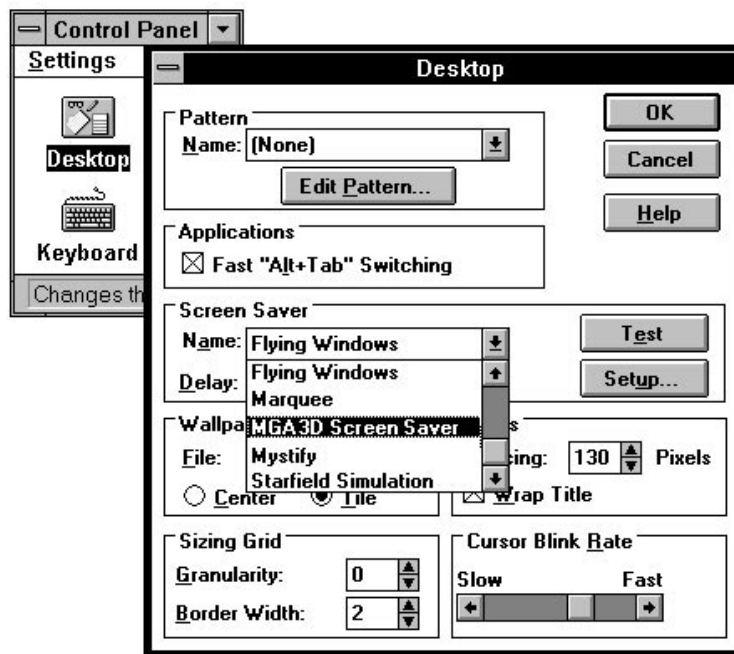 Control Panel
Settings
Desktop
Keyboard
Changes th
Desktop
Pattern
Name: (None)
Edit Pattern...
OK
Cancel
Help
Applications
Fast "Alt+Tab" Switching
Screen Saver
Name: Flying Windows
Delay:
Flying Windows
Marquee
MGA3D Screen Saver
Mystify
Starfield Simulation
Test
Setup...
Wallpa
File:
Center
Tile
s
cing: 130 Pixels
Wrap Title
Sizing Grid
Granularity: 0
Border Width: 2
Cursor Blink Rate
Slow Fast